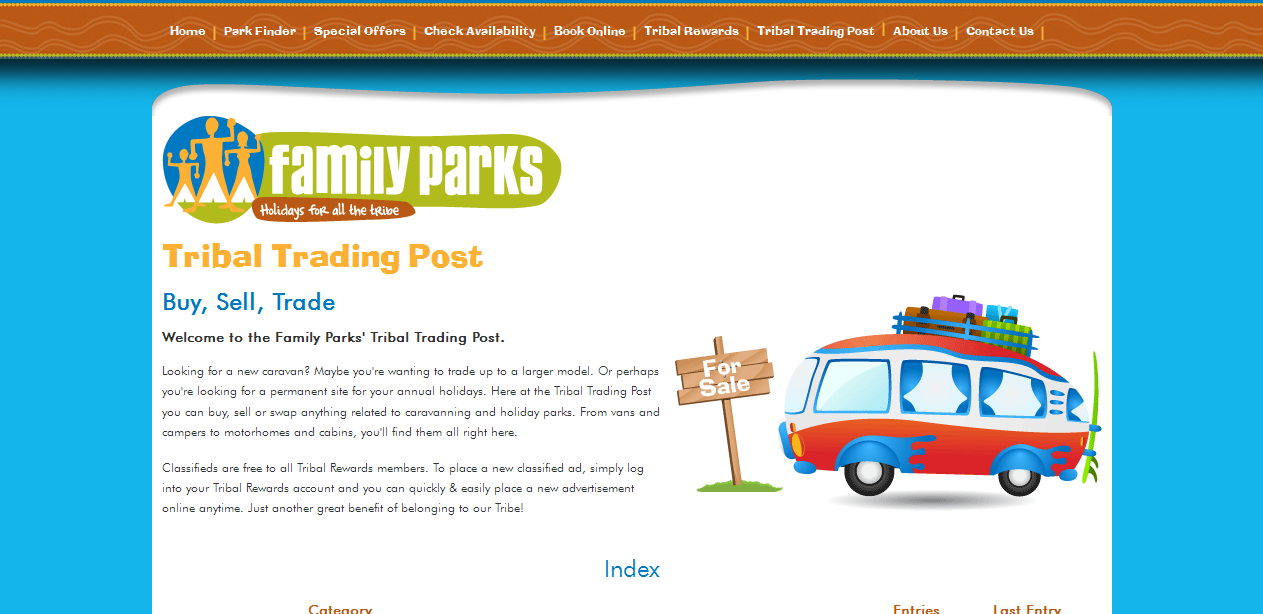 Home | Park Finder | Special Offers | Check Availability | Book Online | Tribal Rewards | Tribal Trading Post | About Us | Contact Us |
family parks
Holidays for all the tribe
Tribal Trading Post
Buy, Sell, Trade
Welcome to the Family Parks' Tribal Trading Post.
Looking for a new caravan? Maybe you're wanting to trade up to a larger model. Or perhaps
you're looking for a permanent site for your annual holidays. Here at the Tribal Trading Post
you can buy, sell or swap anything related to caravanning and holiday parks. From vans and
campers to motorhomes and cabins, you'll find them all right here.
Classifieds are free to all Tribal Rewards members. To place a new classified ad, simply log
into your Tribal Rewards account and you can quickly & easily place a new advertisement
online anytime. Just another great benefit of belonging to our Tribe!
For
Sale
Index
Category Entries Last Entry